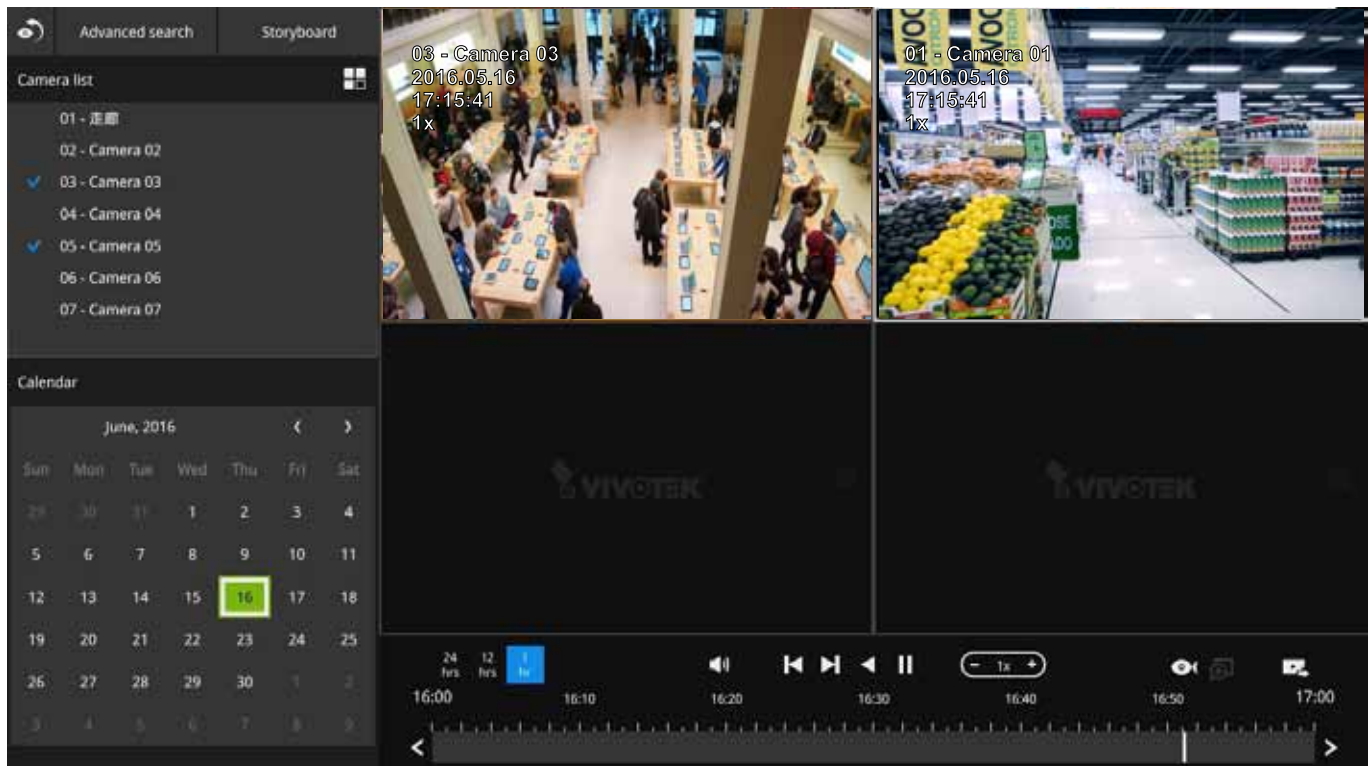 Advanced search
Storyboard
Camera list
01 - 走廊
02 - Camera 02
03 - Camera 03
04 - Camera 04
05 - Camera 05
06 - Camera 06
07 - Camera 07
Calendar
June, 2016
Sun Mon Tue Wed Thu Fri Sat
29 30 31 1 2 3 4
5 6 7 8 9 10 11
12 13 14 15 16 17 18
19 20 21 22 23 24 25
26 27 28 29 30 1 2
3 4 5 6 7 8 9
03 - Camera 03
2016.05.16
17:15:41
1x
01 - Camera 01
2016.05.16
17:15:41
1x
VIVOTEK
VIVOTEK
24 hrs
12 hrs
1 hr
1x
16:00 16:10 16:20 16:30 16:40 16:50 17:00